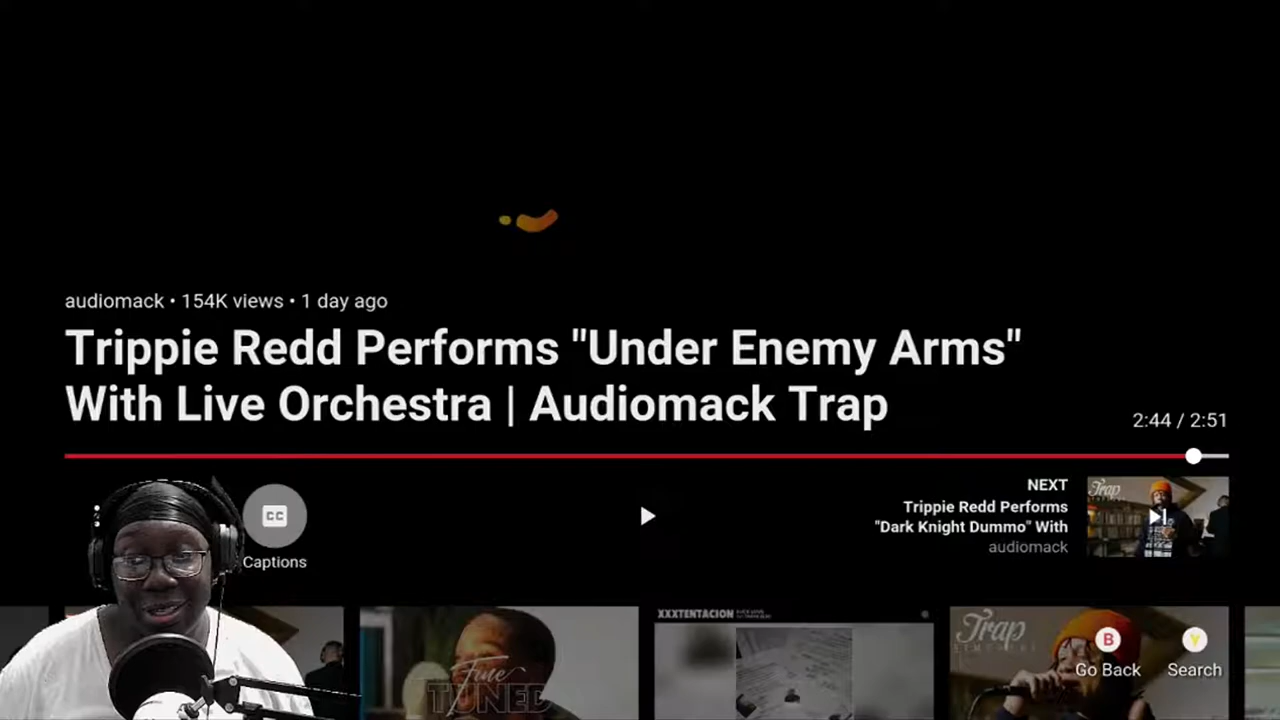 audiomack • 154K views • 1 day ago
Trippie Redd Performs "Under Enemy Arms"
With Live Orchestra | Audiomack Trap
2:44 / 2:51
NEXT
Trippie Redd Performs
"Dark Knight Dummo" With
audiomack
Trap
CC
Captions
XXXTENTACION
Fine
TUNED
Trap
B
Go Back
Y
Search